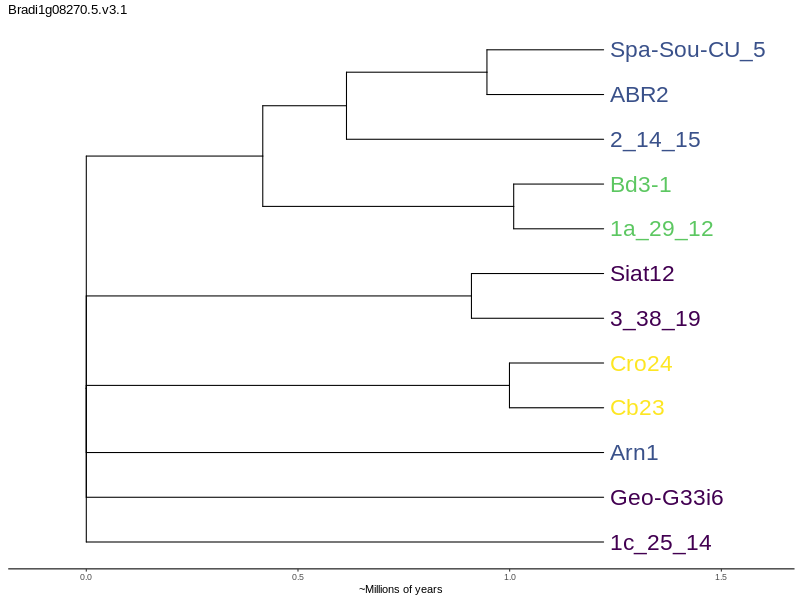 Bradi1g08270.5.v3.1
Spa-Sou-CU_5
ABR2
2_14_15
Bd3-1
1a_29_12
Siat12
3_38_19
Cro24
Cb23
Arn1
Geo-G33i6
1c_25_14
0.0 0.5 1.0 1.5
~Millions of years